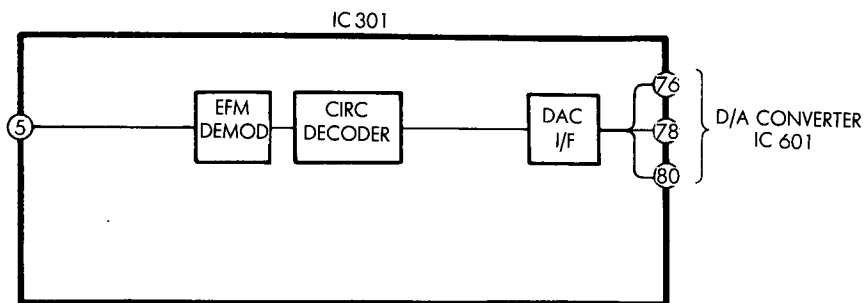 IC 301
5
EFM
DEMOD
CIRC
DECODER
DAC
I/F
76
78
80
D/A CONVERTER
IC 601